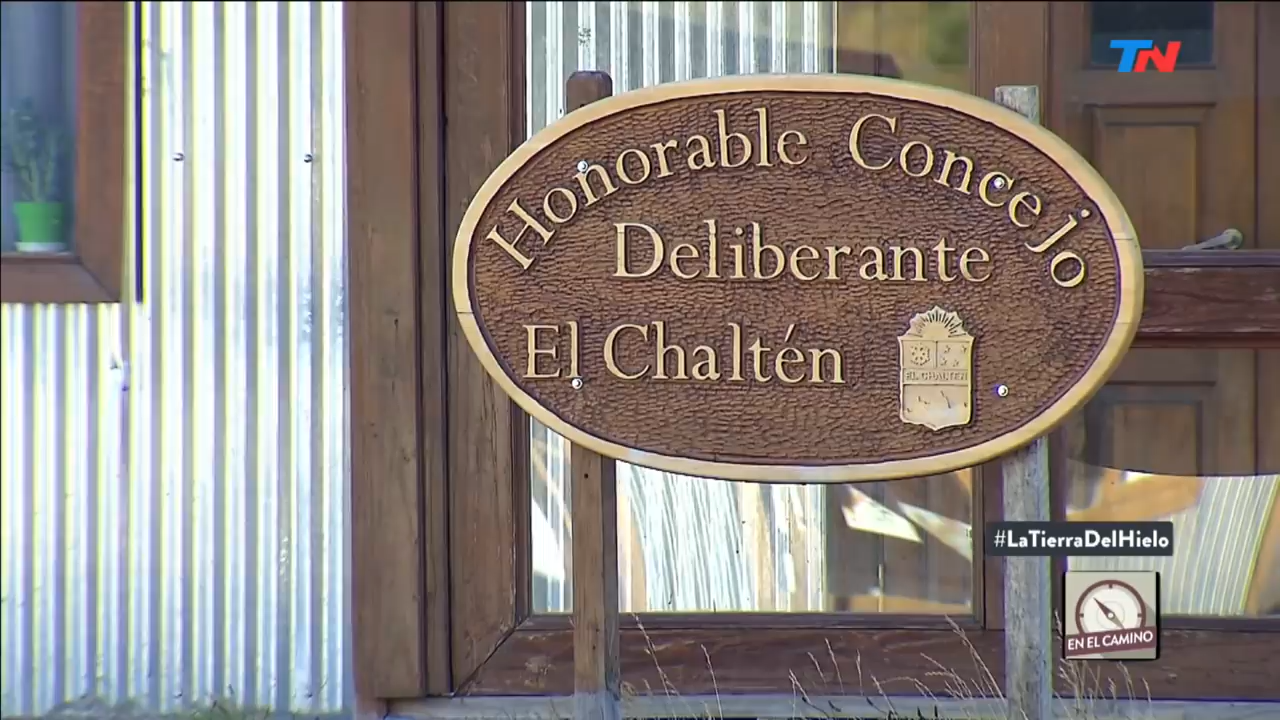 TN
Honorable Concejo
Deliberante
El Chaltén
EL CHALTEN
#LaTierraDelHielo
EN EL CAMINO